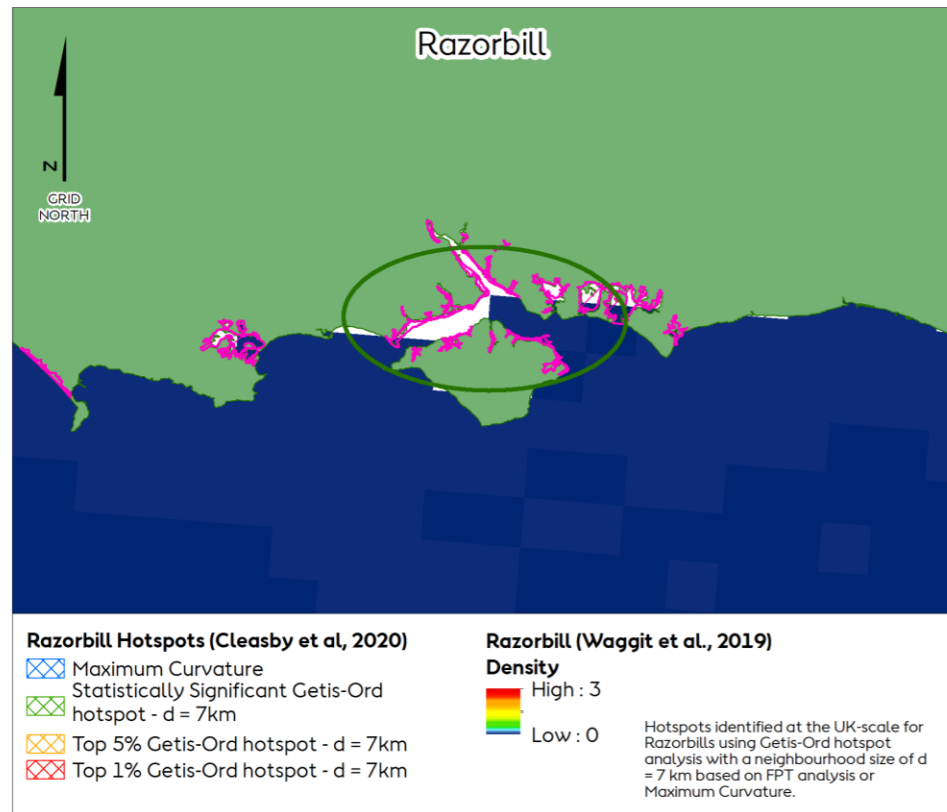 Razorbill
N
GRID
NORTH
Razorbill Hotspots (Cleasby et al, 2020)
Maximum Curvature
Statistically Significant Getis-Ord
hotspot - d = 7km
Top 5% Getis-Ord hotspot - d = 7km
Top 1% Getis-Ord hotspot - d = 7km
Razorbill (Waggit et al., 2019)
Density
High : 3
Low : 0
Hotspots identified at the UK-scale for
Razorbills using Getis-Ord hotspot
analysis with a neighbourhood size of d
= 7 km based on FPT analysis or
Maximum Curvature.